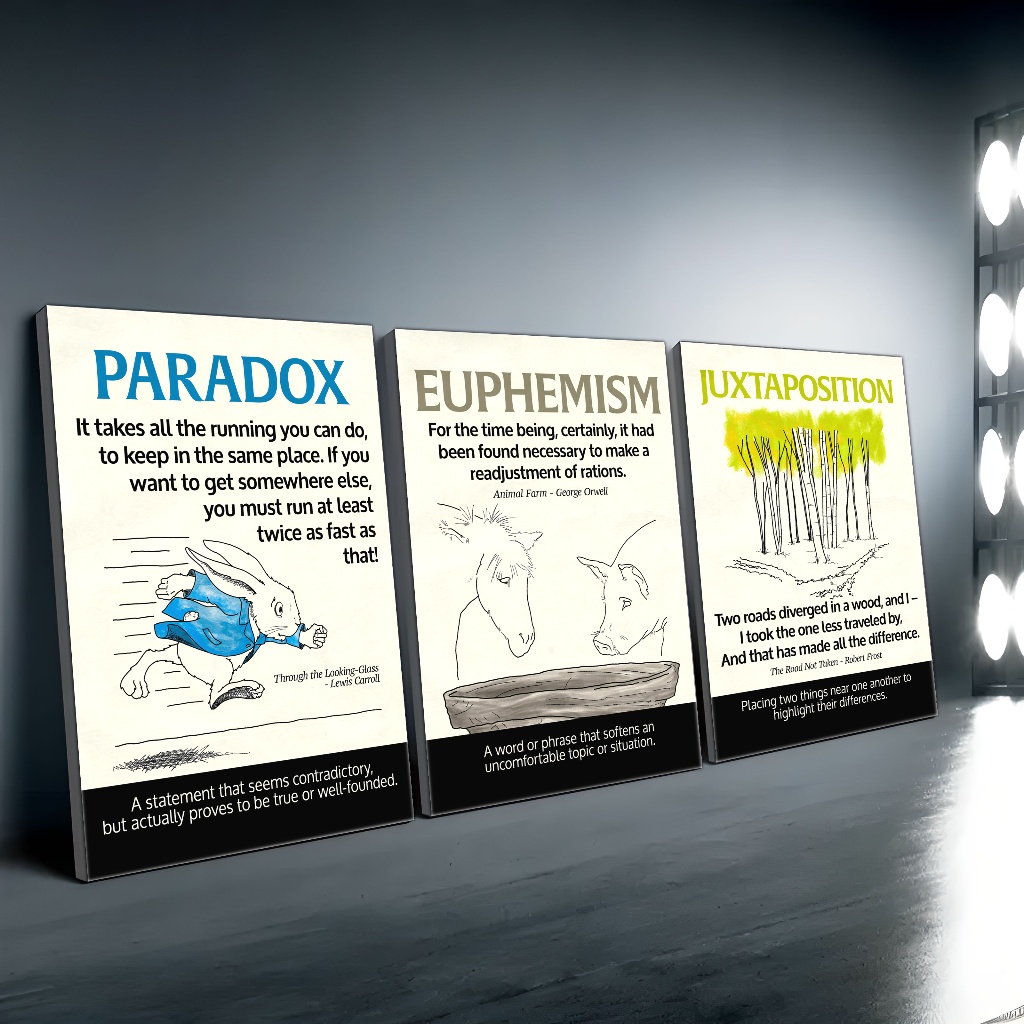 PARADOX
It takes all the running you can do,
to keep in the same place. If you
want to get somewhere else,
you must run at least
twice as fast as
that!
Through the Looking-Glass
- Lewis Carroll
A statement that seems contradictory,
but actually proves to be true or well-founded.
EUPHEMISM
For the time being, certainly, it had
been found necessary to make a
readjustment of rations.
Animal Farm - George Orwell
A word or phrase that softens an
uncomfortable topic or situation.
JUXTAPOSITION
Two roads diverged in a wood, and I –
I took the one less traveled by,
And that has made all the difference.
The Road Not Taken - Robert Frost
Placing two things near one another to
highlight their differences.